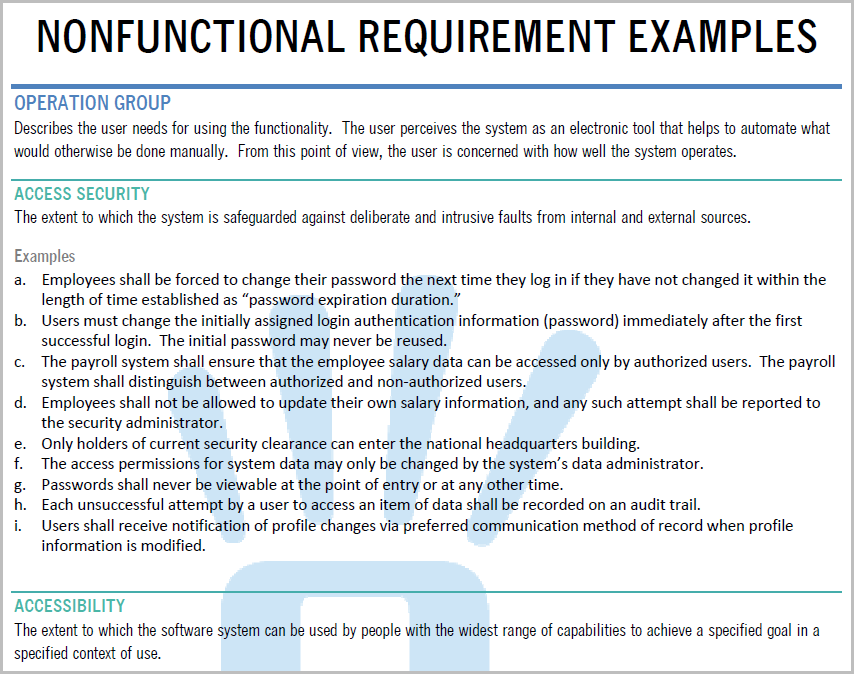 NONFUNCTIONAL REQUIREMENT EXAMPLES
OPERATION GROUP
Describes the user needs for using the functionality.  The user perceives the system as an electronic tool that helps to automate what
would otherwise be done manually.  From this point of view, the user is concerned with how well the system operates.
ACCESS SECURITY
The extent to which the system is safeguarded against deliberate and intrusive faults from internal and external sources.
Examples
a. Employees shall be forced to change their password the next time they log in if they have not changed it within the
length of time established as “password expiration duration.”
b. Users must change the initially assigned login authentication information (password) immediately after the first
successful login.  The initial password may never be reused.
c. The payroll system shall ensure that the employee salary data can be accessed only by authorized users.  The payroll
system shall distinguish between authorized and non-authorized users.
d. Employees shall not be allowed to update their own salary information, and any such attempt shall be reported to
the security administrator.
e. Only holders of current security clearance can enter the national headquarters building.
f. The access permissions for system data may only be changed by the system’s data administrator.
g. Passwords shall never be viewable at the point of entry or at any other time.
h. Each unsuccessful attempt by a user to access an item of data shall be recorded on an audit trail.
i. Users shall receive notification of profile changes via preferred communication method of record when profile
information is modified.
ACCESSIBILITY
The extent to which the software system can be used by people with the widest range of capabilities to achieve a specified goal in a
specified context of use.